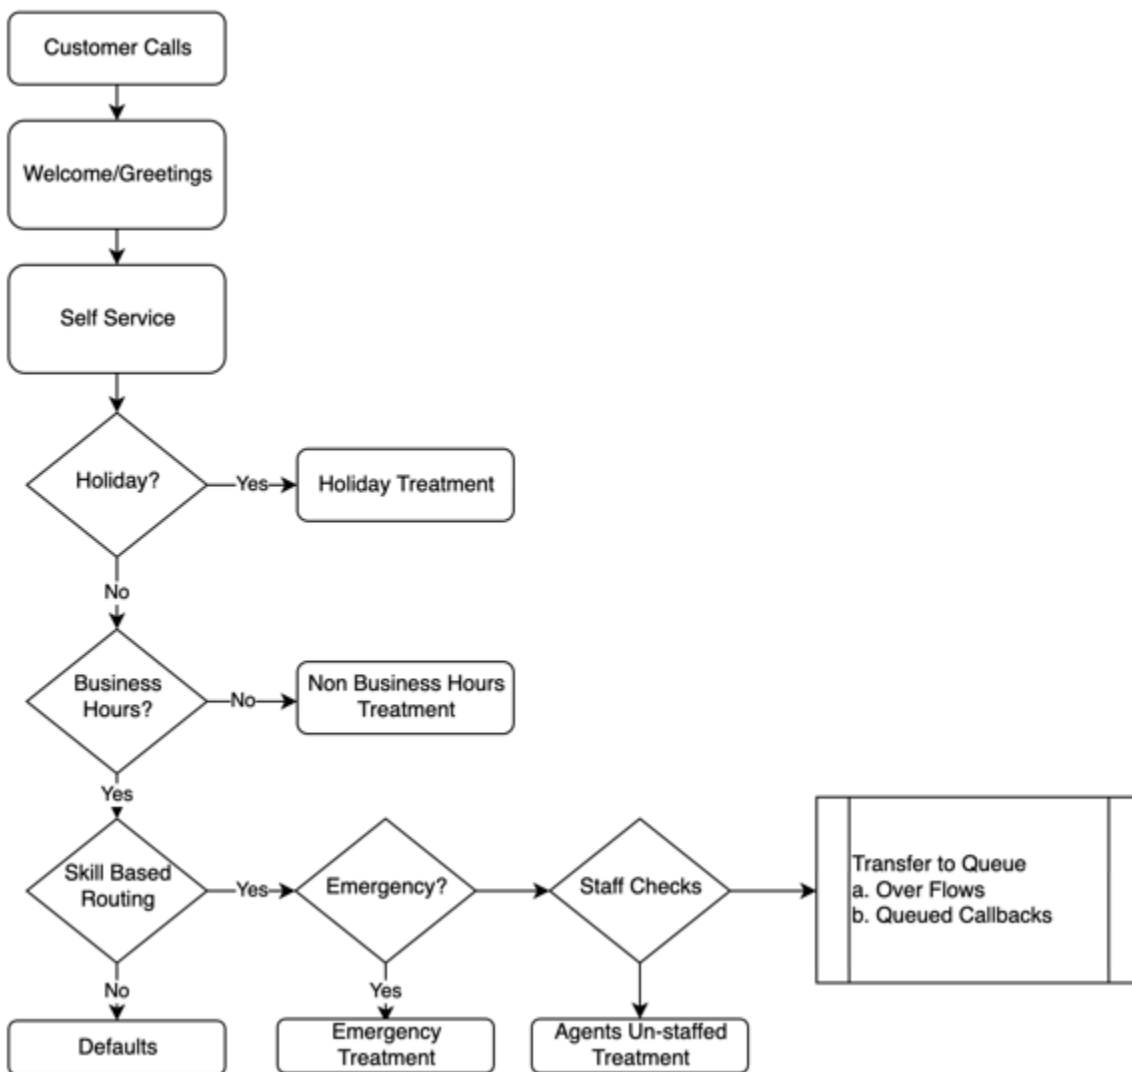 Customer Calls
Welcome/Greetings
Self Service
Holiday?
Yes
Holiday Treatment
No
Business
Hours?
No
Non Business Hours
Treatment
Yes
Skill Based
Routing
Yes
Emergency?
Staff Checks
Transfer to Queue
a. Over Flows
b. Queued Callbacks
No
Yes
Defaults
Emergency
Treatment
Agents Un-staffed
Treatment